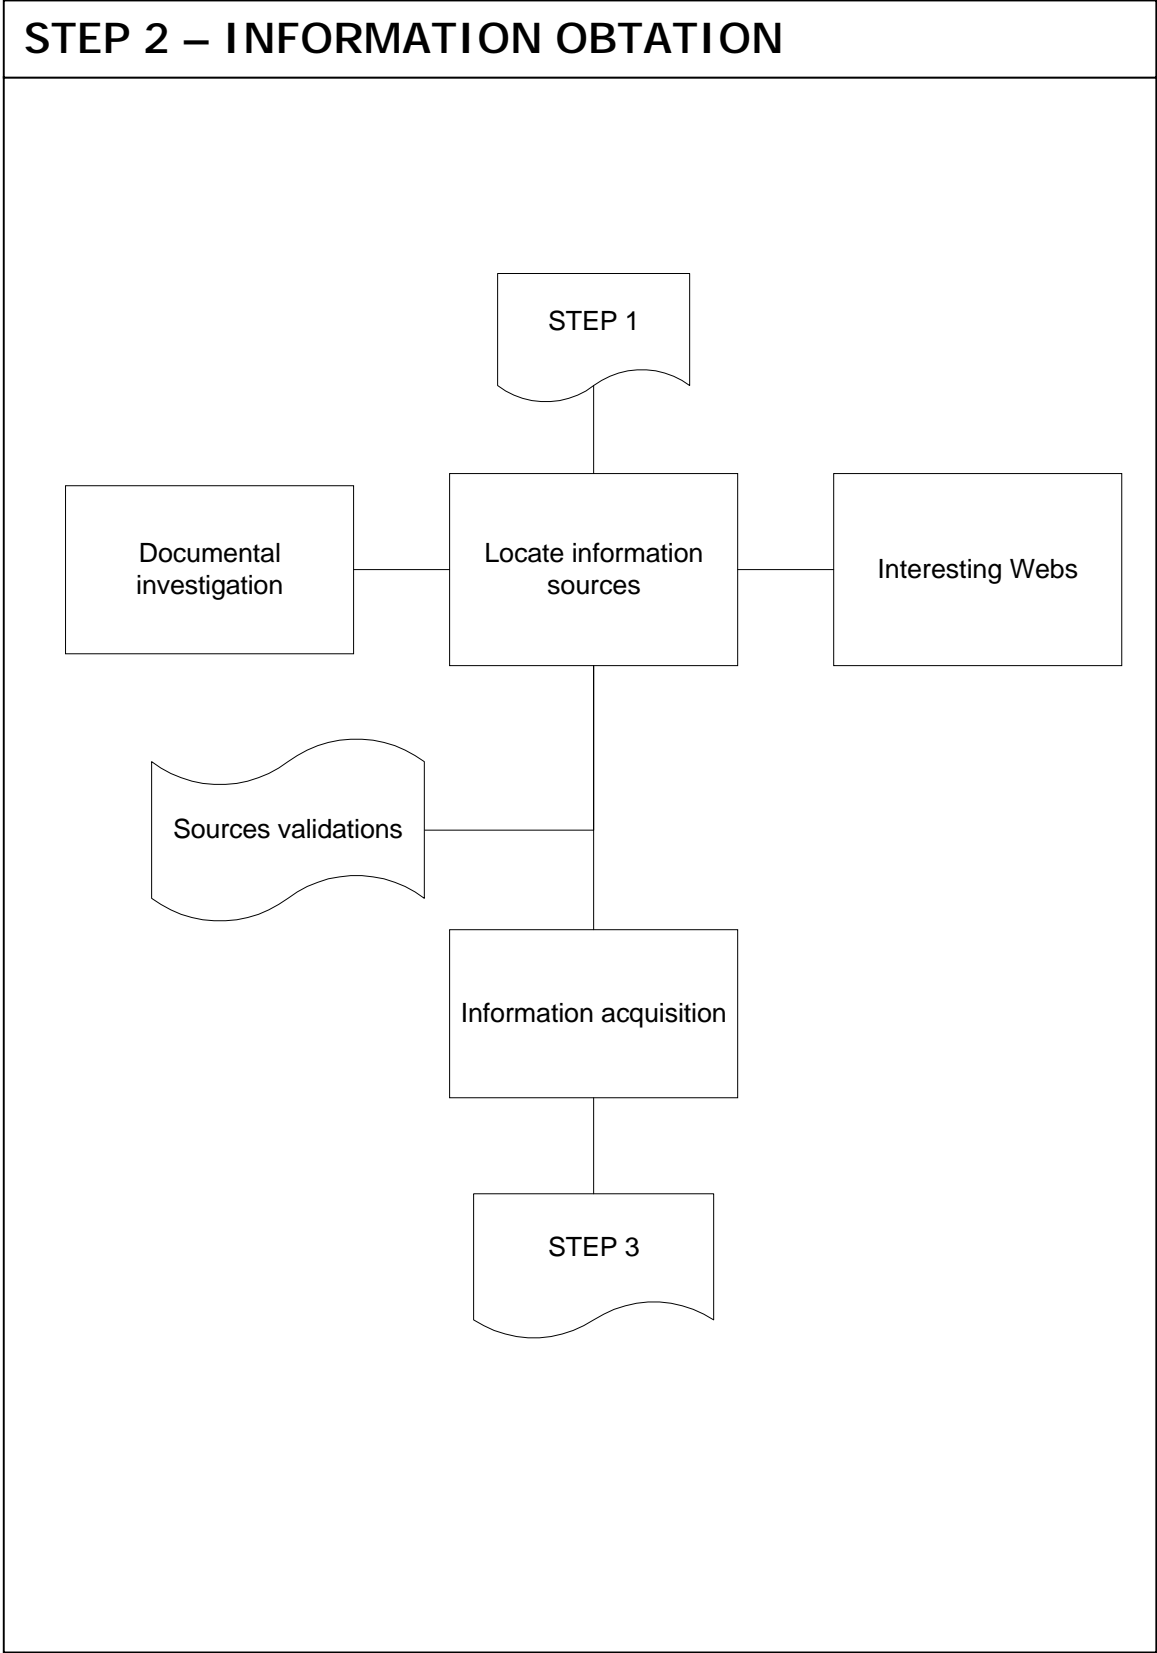 STEP 2 – INFORMATION OBTATION
STEP 1
Documental
investigation
Locate information
sources
Interesting Webs
Sources validations
Information acquisition
STEP 3